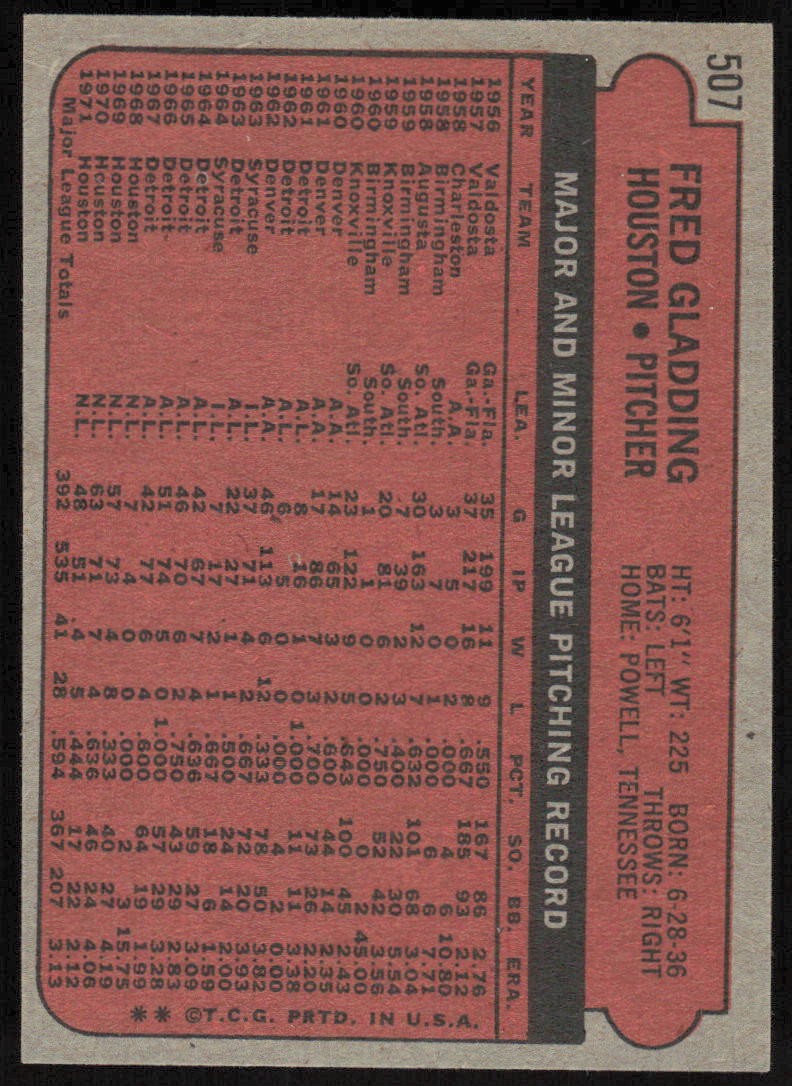 507
FRED GLADDING
HOUSTON • PITCHER
HT: 6'1" WT: 225 BORN: 6-28-36
BATS: LEFT THROWS: RIGHT
HOME: POWELL, TENNESSEE
MAJOR AND MINOR LEAGUE PITCHING RECORD
YEAR TEAM LEA. G IP W L PCT. SO. BB. ERA.
1956 Valdosta Ga.-Fla. 35 199 11 9 .550 167 86 2.76
1957 Valdosta Ga.-Fla. 37 217 16 8 .667 185 93 2.12
1958 Charleston A.A. 3 5 0 2 .000 4 6 10.80
1958 Birmingham South. 3 7 0 1 .000 6 6 7.71
1958 Augusta So. Atl. 30 163 12 7 .632 101 68 3.04
1959 Birmingham South. 7 39 2 3 .400 22 30 5.54
1959 Knoxville So. Atl. 20 81 6 2 .750 52 42 3.56
1960 Birmingham South. 1 1 0 0 .000 0 2 45.00
1960 Knoxville So. Atl. 23 122 9 5 .643 100 45 2.43
1960 Denver A.A. 14 65 3 2 .600 44 14 2.35
1961 Denver A.A. 17 86 7 3 .700 73 26 3.20
1961 Detroit A.L. 8 16 1 0 1.000 11 11 3.38
1962 Detroit A.L. 6 5 0 0 .000 4 2 0.00
1962 Denver A.A. 46 113 6 12 .333 78 50 3.82
1963 Syracuse I.L. 37 71 4 2 .667 72 20 3.93
1963 Detroit A.L. 22 27 1 1 .500 24 14 2.00
1964 Syracuse I.L. 7 17 2 1 .667 18 6 1.59
1964 Detroit A.L. 42 67 7 4 .636 59 27 3.09
1965 Detroit A.L. 46 70 6 2 .750 43 29 2.83
1966 Detroit A.L. 51 74 5 0 1.000 57 29 3.28
1967 Detroit A.L. 42 77 6 4 .600 64 19 1.99
1968 Houston N.L. 7 4 0 0 .000 2 3 15.75
1969 Houston N.L. 57 73 4 8 .333 40 27 4.19
1970 Houston N.L. 63 71 7 4 .636 46 24 4.06
1971 Houston N.L. 48 51 4 5 .444 17 22 2.12
Major League Totals 392 535 41 28 .594 367 207 3.13
** ©T.C.G. PRTD. IN U.S.A.